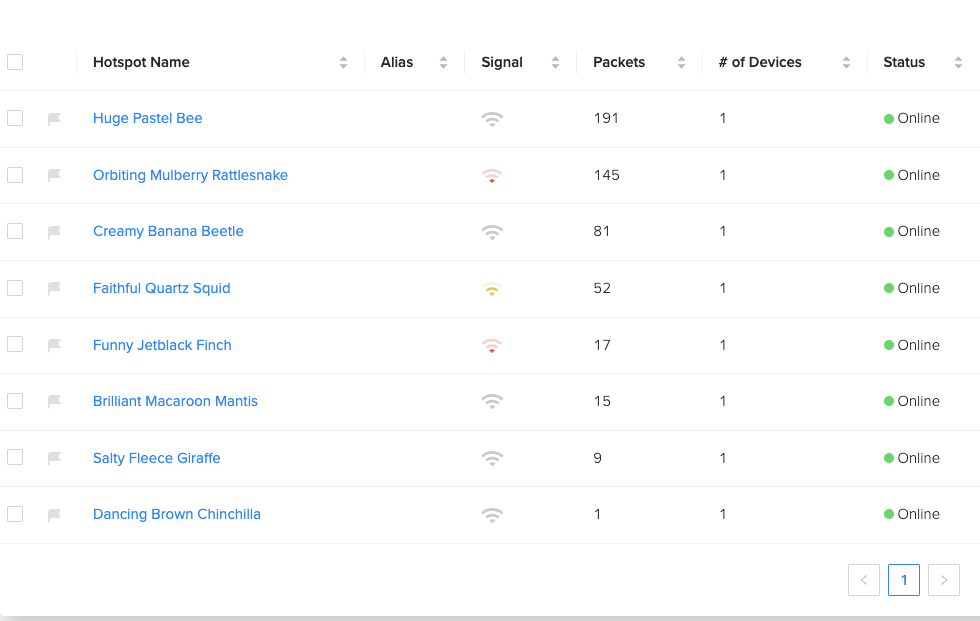 Hotspot Name Alias Signal Packets # of Devices Status
Huge Pastel Bee 191 1 Online
Orbiting Mulberry Rattlesnake 145 1 Online
Creamy Banana Beetle 81 1 Online
Faithful Quartz Squid 52 1 Online
Funny Jetblack Finch 17 1 Online
Brilliant Macaroon Mantis 15 1 Online
Salty Fleece Giraffe 9 1 Online
Dancing Brown Chinchilla 1 1 Online
< 1 >